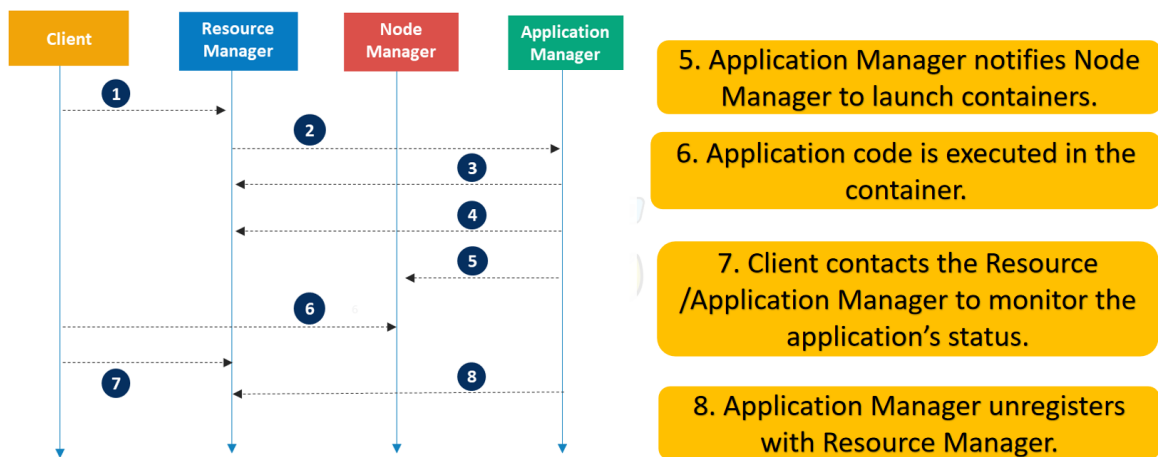 Client
Resource
Manager
Node
Manager
Application
Manager
1
2
3
4
5
6
7
8
5. Application Manager notifies Node
Manager to launch containers.
6. Application code is executed in the
container.
7. Client contacts the Resource
/Application Manager to monitor the
application’s status.
8. Application Manager unregisters
with Resource Manager.